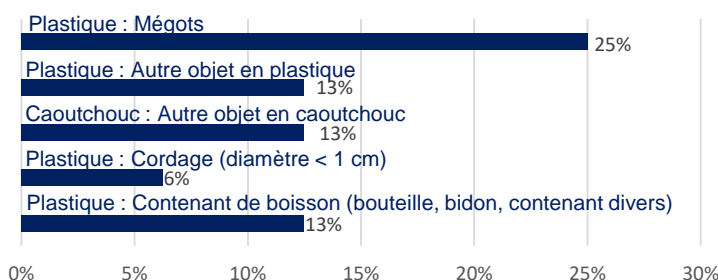 Plastique : Mégots
25%
Plastique : Autre objet en plastique
13%
Caoutchouc : Autre objet en caoutchouc
13%
Plastique : Cordage (diamètre < 1 cm)
6%
Plastique : Contenant de boisson (bouteille, bidon, contenant divers)
13%
0% 5% 10% 15% 20% 25% 30%